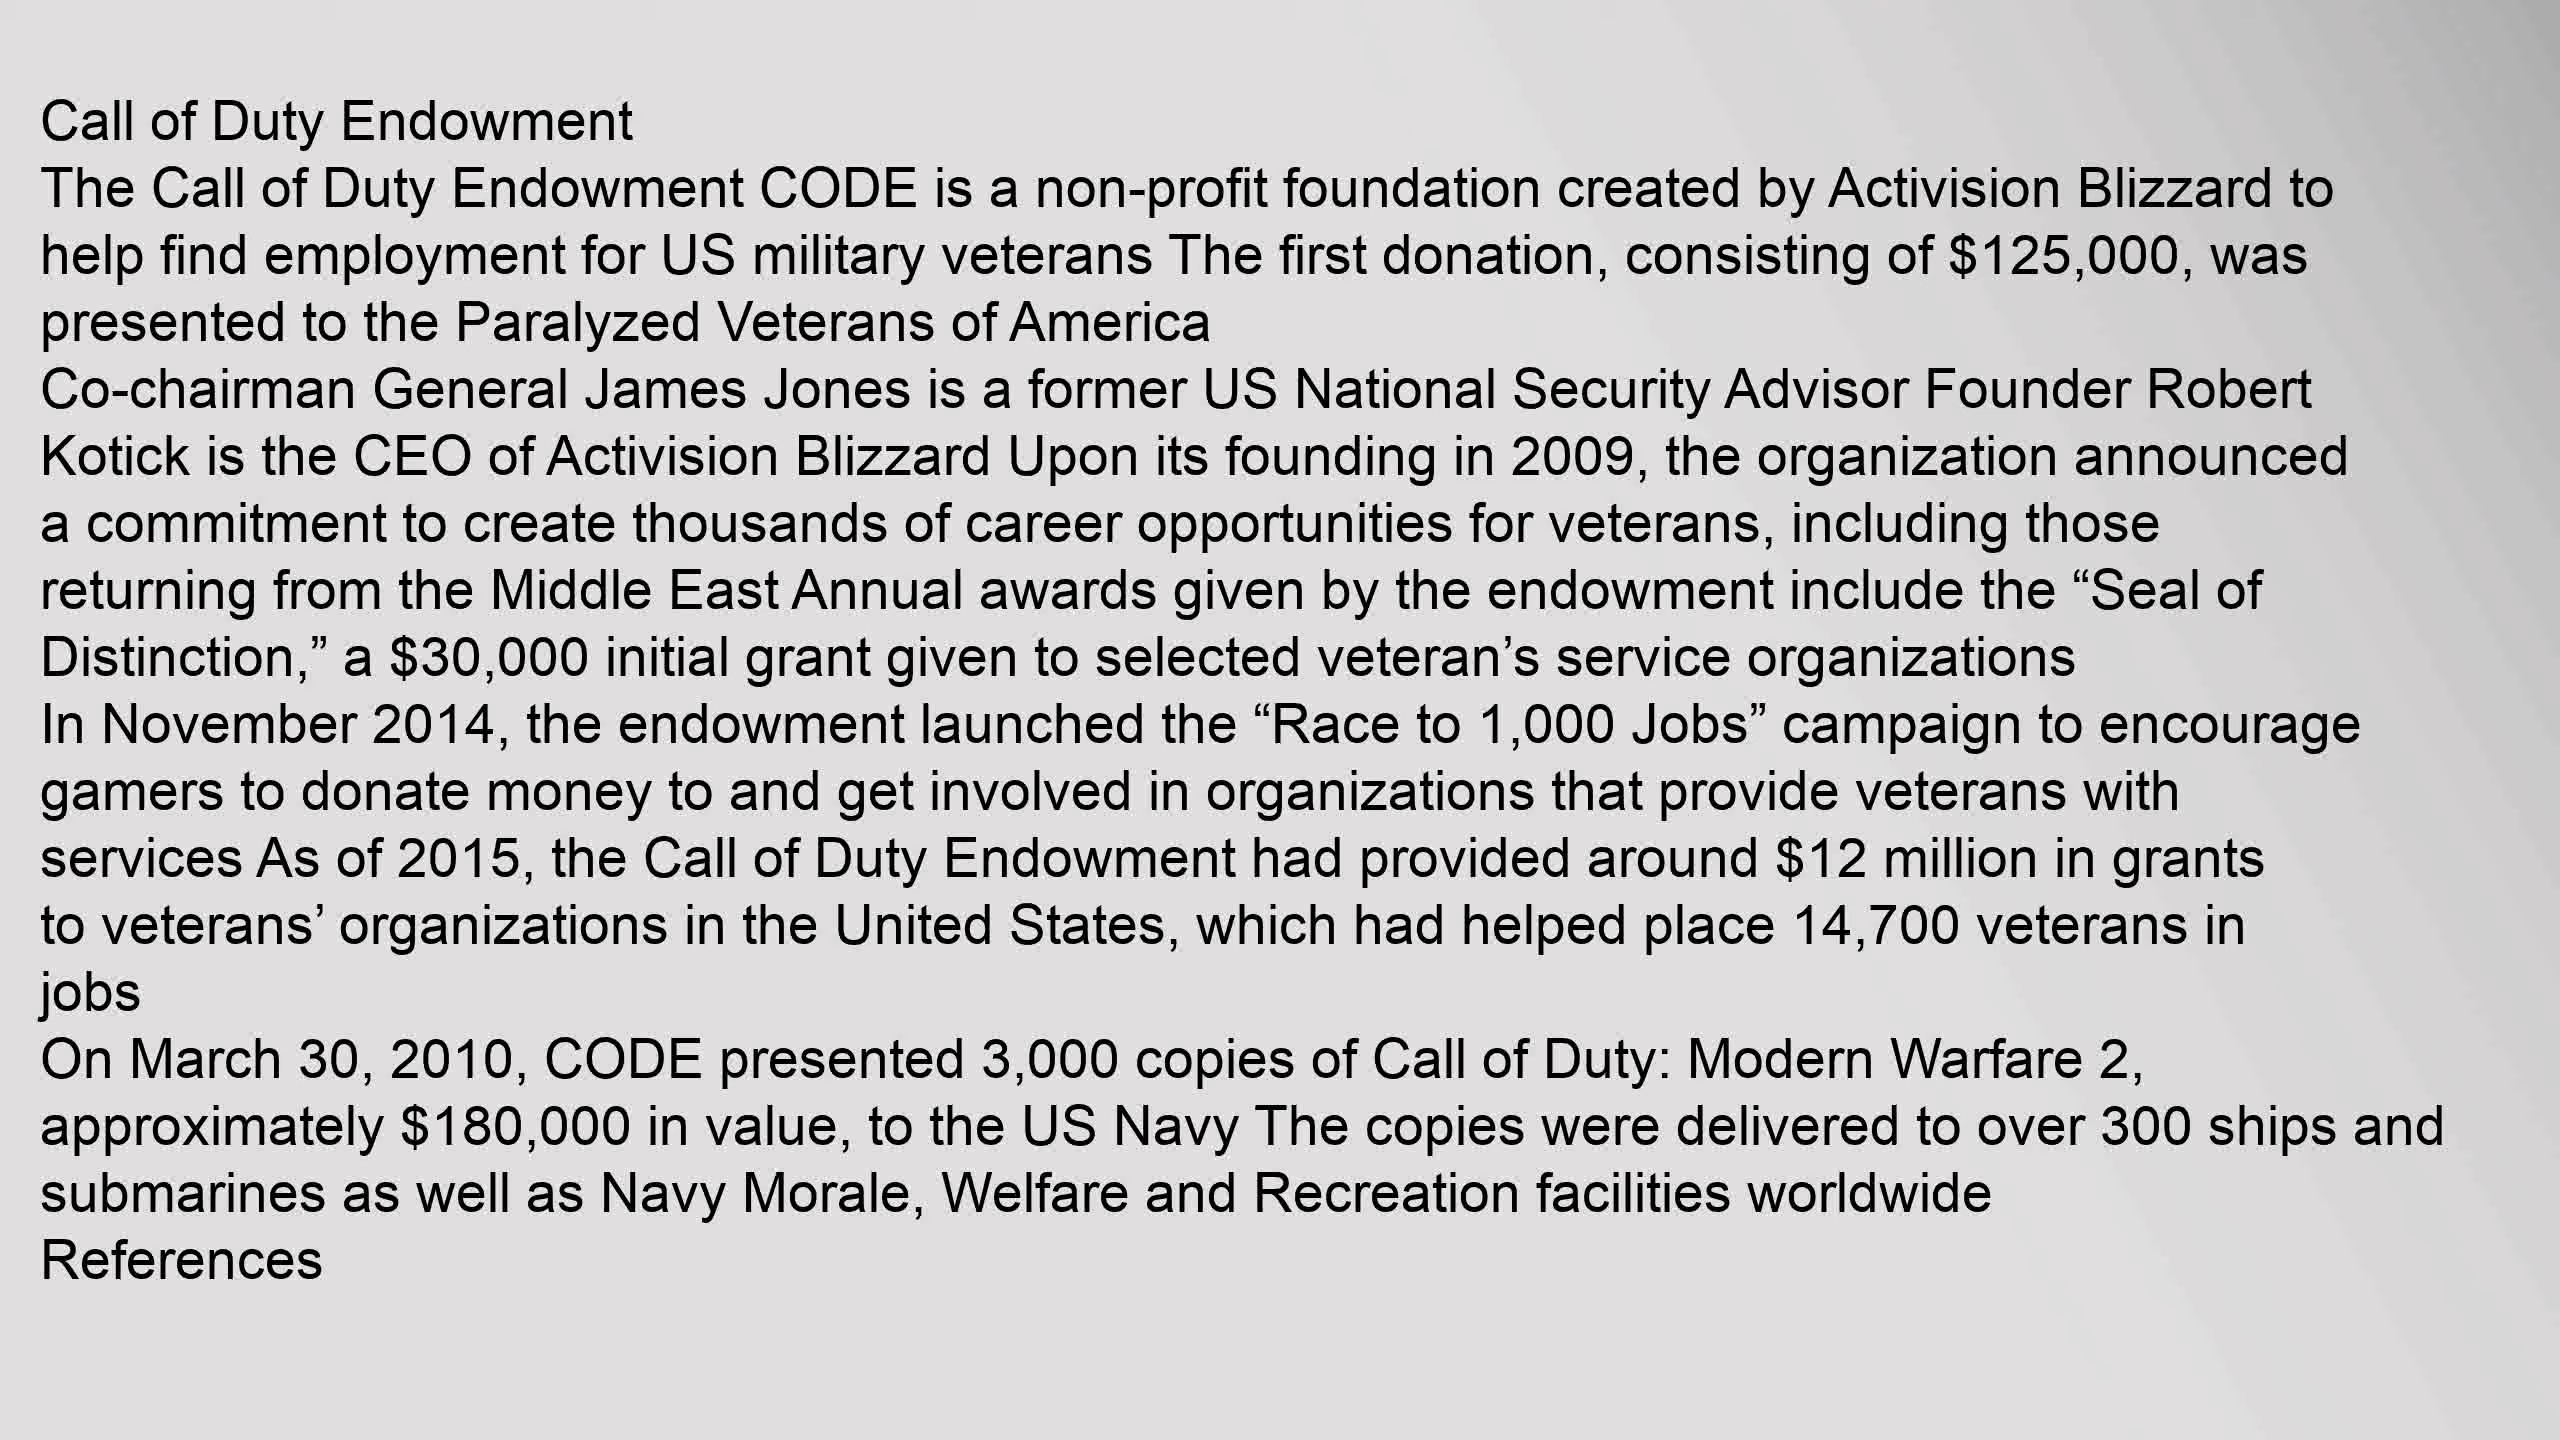 Call of Duty Endowment
The Call of Duty Endowment CODE is a non-profit foundation created by Activision Blizzard to
help find employment for US military veterans The first donation, consisting of $125,000, was
presented to the Paralyzed Veterans of America
Co-chairman General James Jones is a former US National Security Advisor Founder Robert
Kotick is the CEO of Activision Blizzard Upon its founding in 2009, the organization announced
a commitment to create thousands of career opportunities for veterans, including those
returning from the Middle East Annual awards given by the endowment include the “Seal of
Distinction,” a $30,000 initial grant given to selected veteran’s service organizations
In November 2014, the endowment launched the “Race to 1,000 Jobs” campaign to encourage
gamers to donate money to and get involved in organizations that provide veterans with
services As of 2015, the Call of Duty Endowment had provided around $12 million in grants
to veterans’ organizations in the United States, which had helped place 14,700 veterans in
jobs
On March 30, 2010, CODE presented 3,000 copies of Call of Duty: Modern Warfare 2,
approximately $180,000 in value, to the US Navy The copies were delivered to over 300 ships and
submarines as well as Navy Morale, Welfare and Recreation facilities worldwide
References